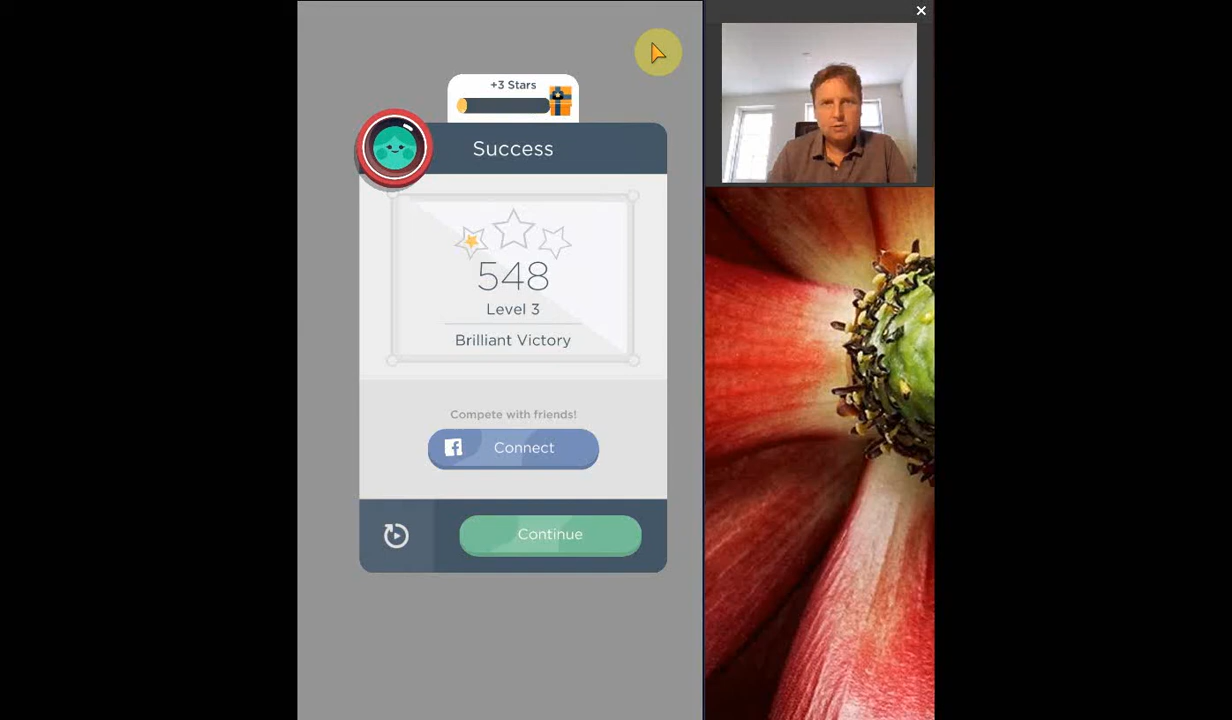 +3 Stars
Success
548
Level 3
Brilliant Victory
Compete with friends!
Connect
Continue